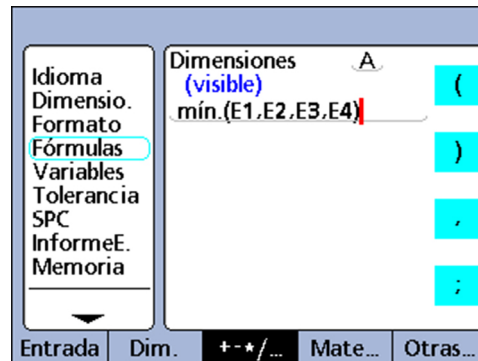 Idioma
Dimensio.
Formato
Fórmulas
Variables
Tolerancia
SPC
InformeE.
Memoria
Dimensiones A
(visible)
mín.(E1,E2,E3,E4)
(
)
,
;
Entrada Dim. +-*/... Mate... Otras...